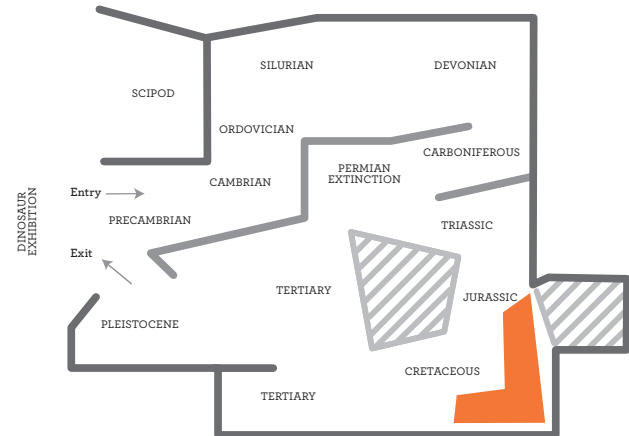 SILURIAN
DEVONIAN
SCIPOD
ORDOVICIAN
CARBONIFEROUS
PERMIAN
EXTINCTION
CAMBRIAN
Entry
DINOSAUR
EXHIBITION
PRECAMBRIAN
TRIASSIC
Exit
TERTIARY
JURASSIC
PLEISTOCENE
CRETACEOUS
TERTIARY